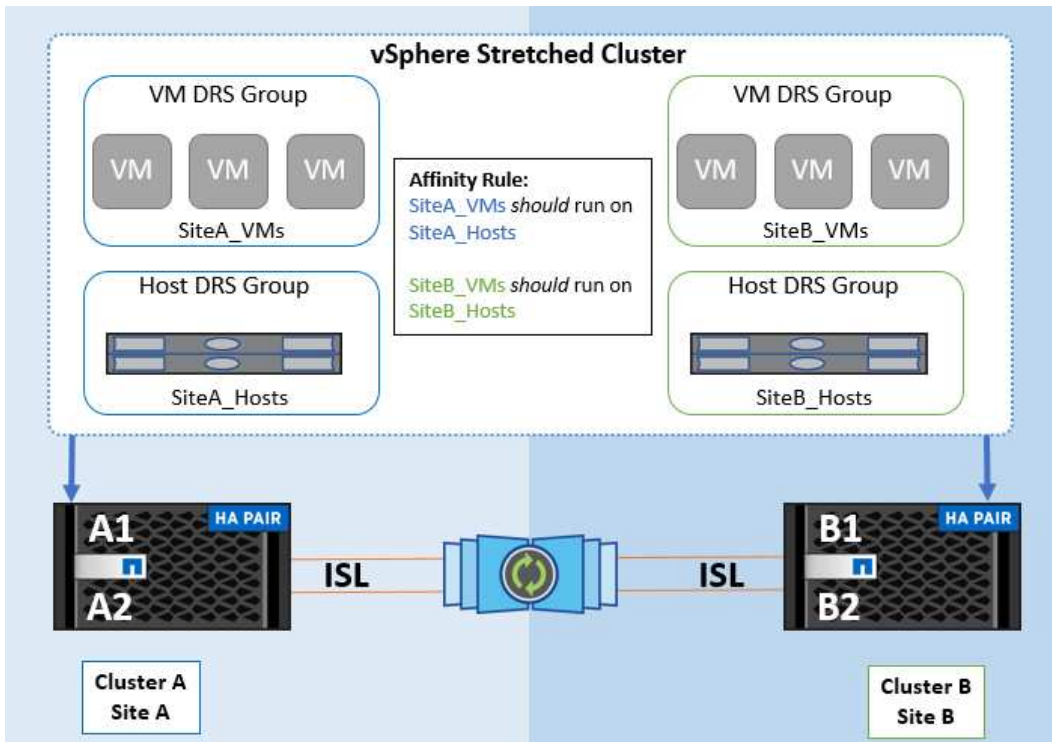 vSphere Stretched Cluster
VM DRS Group
VM VM VM
SiteA_VMs
Host DRS Group
SiteA_Hosts
Affinity Rule:
SiteA_VMs should run on
SiteA_Hosts
SiteB_VMs should run on
SiteB_Hosts
VM DRS Group
VM VM VM
SiteB_VMs
Host DRS Group
SiteB_Hosts
A1
HA PAIR
A2
ISL
ISL
B1
HA PAIR
B2
Cluster A
Site A
Cluster B
Site B